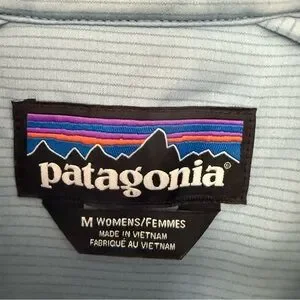 patagonia®
M WOMENS/FEMMES
MADE IN VIETNAM
FABRIQUÉ AU VIETNAM